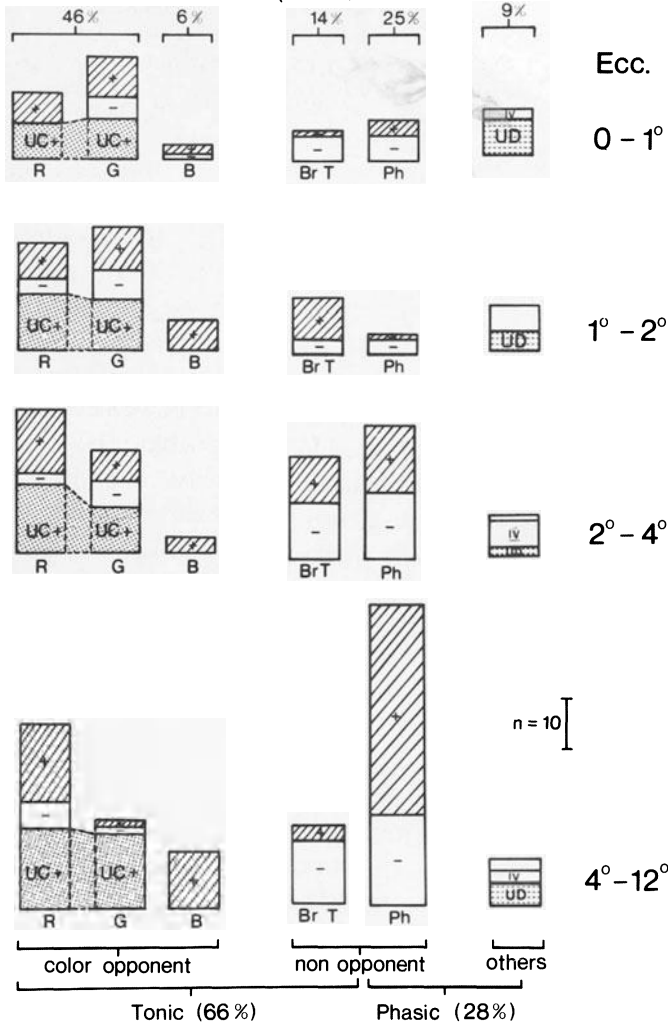 46% 6% 14% 25% 9%
Ecc.
+ + + + IV
− − − −
UC+ UC+ UD 0 – 1°
R G B Br T Ph
+ + + +
− − − −
UC+ UC+ UD 1° – 2°
R G B Br T Ph
+ + + + +
− − − − IV 2° – 4°
UC+ UC+
R G B Br T Ph
+ + n = 10
− + + − − IV 4° – 12°
UC+ UC+ UD
R G B Br T Ph
color opponent non opponent others
Tonic (66%) Phasic (28%)